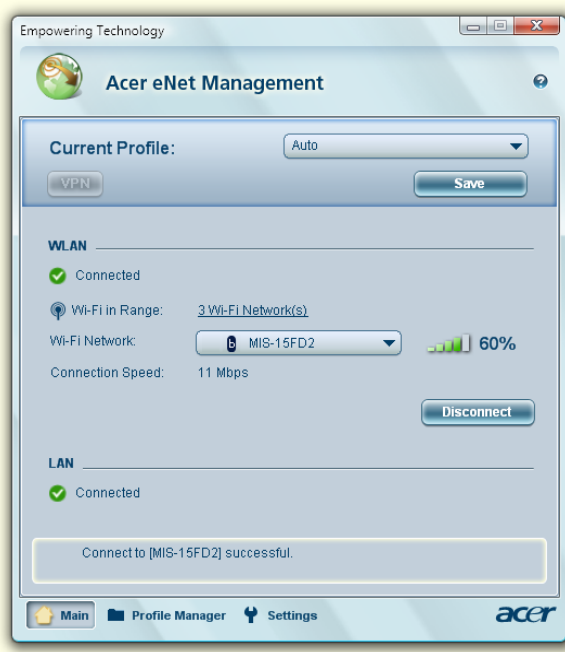 Empowering Technology
Acer eNet Management
Current Profile:
Auto
VPN
Save
WLAN
Connected
Wi-Fi in Range: 3 Wi-Fi Network(s)
Wi-Fi Network: b MIS-15FD2 60%
Connection Speed: 11 Mbps
Disconnect
LAN
Connected
Connect to [MIS-15FD2] successful.
Main Profile Manager Settings acer